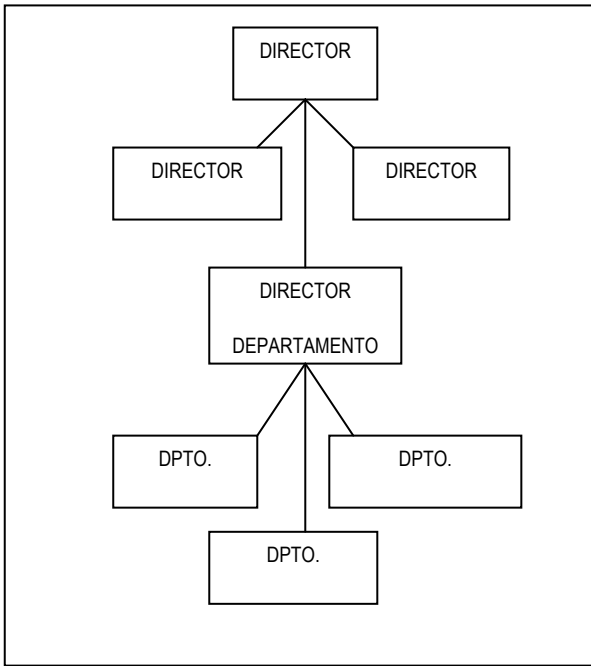 DIRECTOR
DIRECTOR
DIRECTOR
DIRECTOR
DEPARTAMENTO
DPTO.
DPTO.
DPTO.